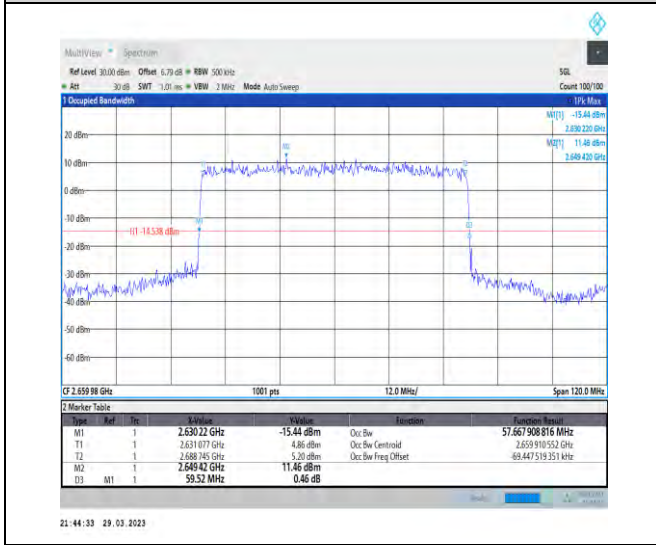 MultiView Spectrum
Ref Level 30.00 dBm Offset 6.79 dB RBW 500 kHz SGL
Att 30 dB SWT 1.01 ms VBW 2 MHz Mode Auto Sweep Count 100/100
1 Occupied Bandwidth 1Pk Max
M1[1] -15.44 dBm
2.630 220 GHz
M2[1] 11.46 dBm
2.649 420 GHz
20 dBm
M2
10 dBm
0 dBm
-10 dBm
M1
H1 -14.538 dBm
-20 dBm
-30 dBm
-40 dBm
-50 dBm
-60 dBm
CF 2.659 98 GHz 1001 pts 12.0 MHz/ Span 120.0 MHz
2 Marker Table
Type Ref Trc X-Value Y-Value Function Function Result
M1 1 2.630 22 GHz -15.44 dBm Occ Bw 57.667 908 816 MHz
T1 1 2.631 077 GHz 4.86 dBm Occ Bw Centroid 2.659 910 552 GHz
T2 1 2.688 745 GHz 5.20 dBm Occ Bw Freq Offset -69.447 519 351 kHz
M2 1 2.649 42 GHz 11.46 dBm
D3 M1 1 59.52 MHz 0.46 dB
21:44:33 29.03.2023